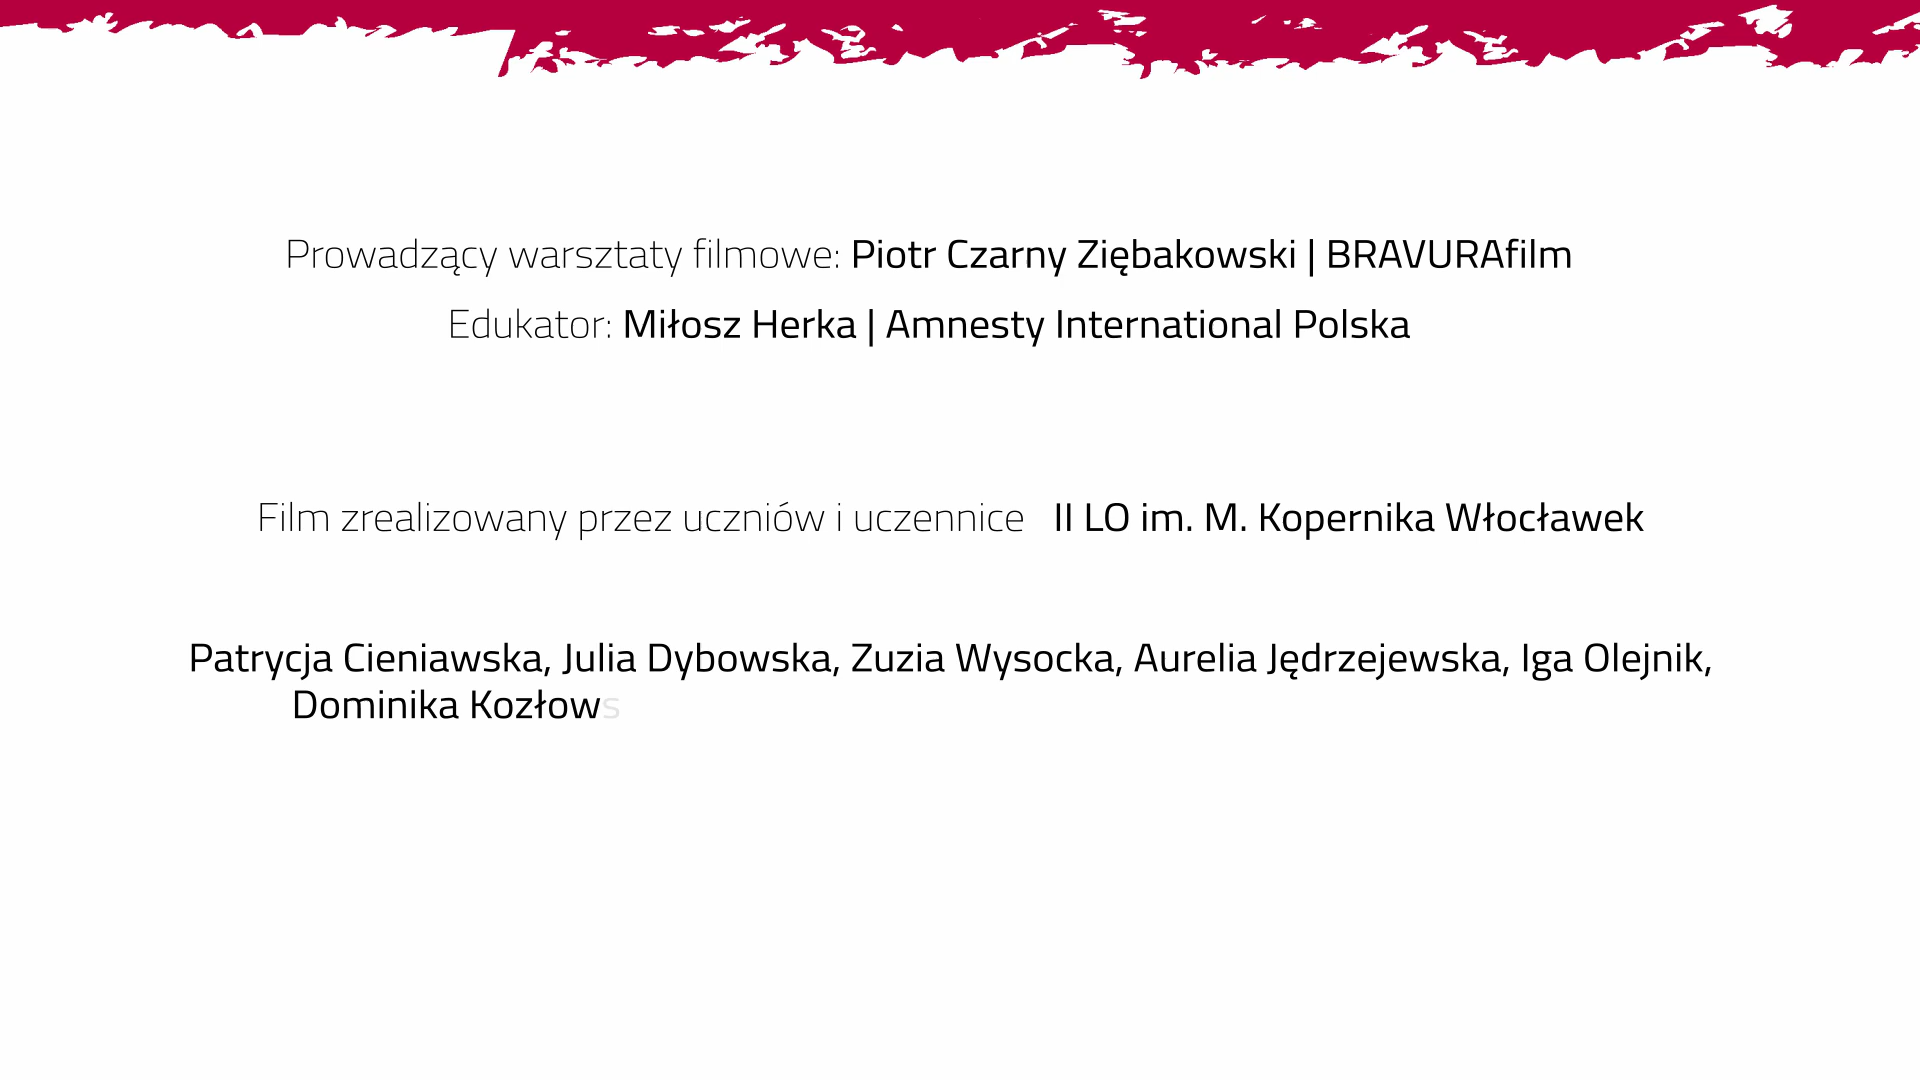 Prowadzący warsztaty filmowe: Piotr Czarny Ziębakowski | BRAVURAfilm
Edukator: Miłosz Herka | Amnesty International Polska
Film zrealizowany przez uczniów i uczennice II LO im. M. Kopernika Włocławek
Patrycja Cieniawska, Julia Dybowska, Zuzia Wysocka, Aurelia Jędrzejewska, Iga Olejnik,
Dominika Kozłows